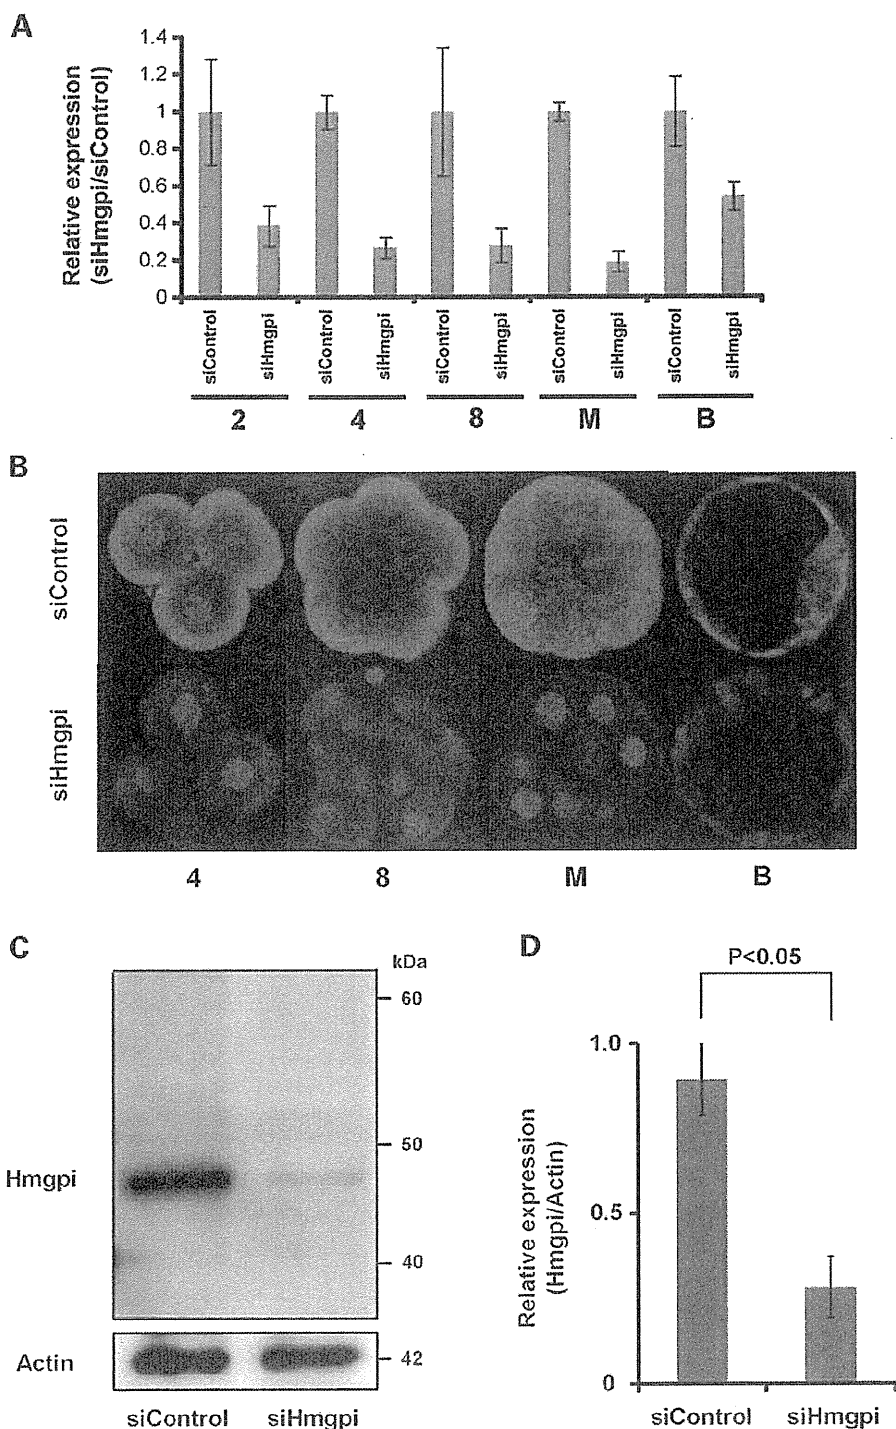 A
Relative expression
(siHmgpi/siControl)
1.4
1.2
1
0.8
0.6
0.4
0.2
0
siControl
siHmgpi
siControl
siHmgpi
siControl
siHmgpi
siControl
siHmgpi
siControl
siHmgpi
2
4
8
M
B
B
siControl
siHmgpi
4
8
M
B
C
kDa
60
50
Hmgpi
40
Actin
42
siControl
siHmgpi
D
P<0.05
Relative expression
(Hmgpi/Actin)
1.0
0.5
0
siControl
siHmgpi